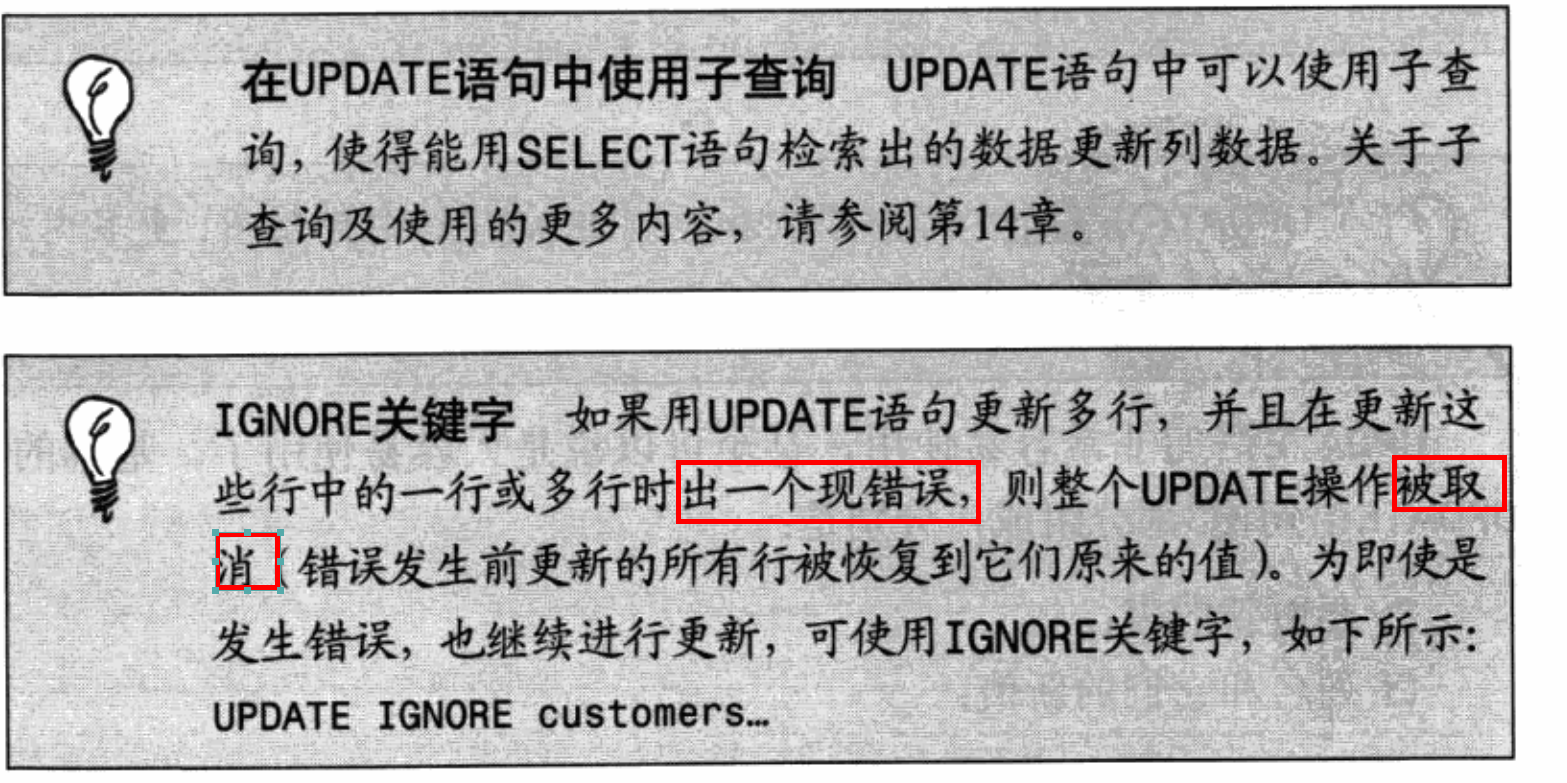 在UPDATE语句中使用子查询 UPDATE语句中可以使用子查
询，使得能用SELECT语句检索出的数据更新列数据。关于子
查询及使用的更多内容，请参阅第14章。
IGNORE关键字 如果用UPDATE语句更新多行，并且在更新这
些行中的一行或多行时出一个现错误，则整个UPDATE操作被取
消（错误发生前更新的所有行被恢复到它们原来的值）。为即使是
发生错误，也继续进行更新，可使用IGNORE关键字，如下所示：
UPDATE IGNORE customers…